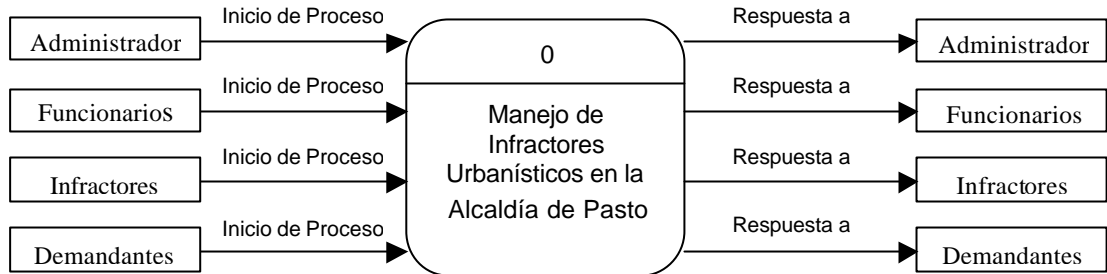 Inicio de Proceso
Respuesta a
Administrador
0
Administrador
Inicio de Proceso
Respuesta a
Funcionarios
Manejo de
Infractores
Urbanísticos en la
Alcaldía de Pasto
Funcionarios
Inicio de Proceso
Respuesta a
Infractores
Infractores
Inicio de Proceso
Respuesta a
Demandantes
Demandantes